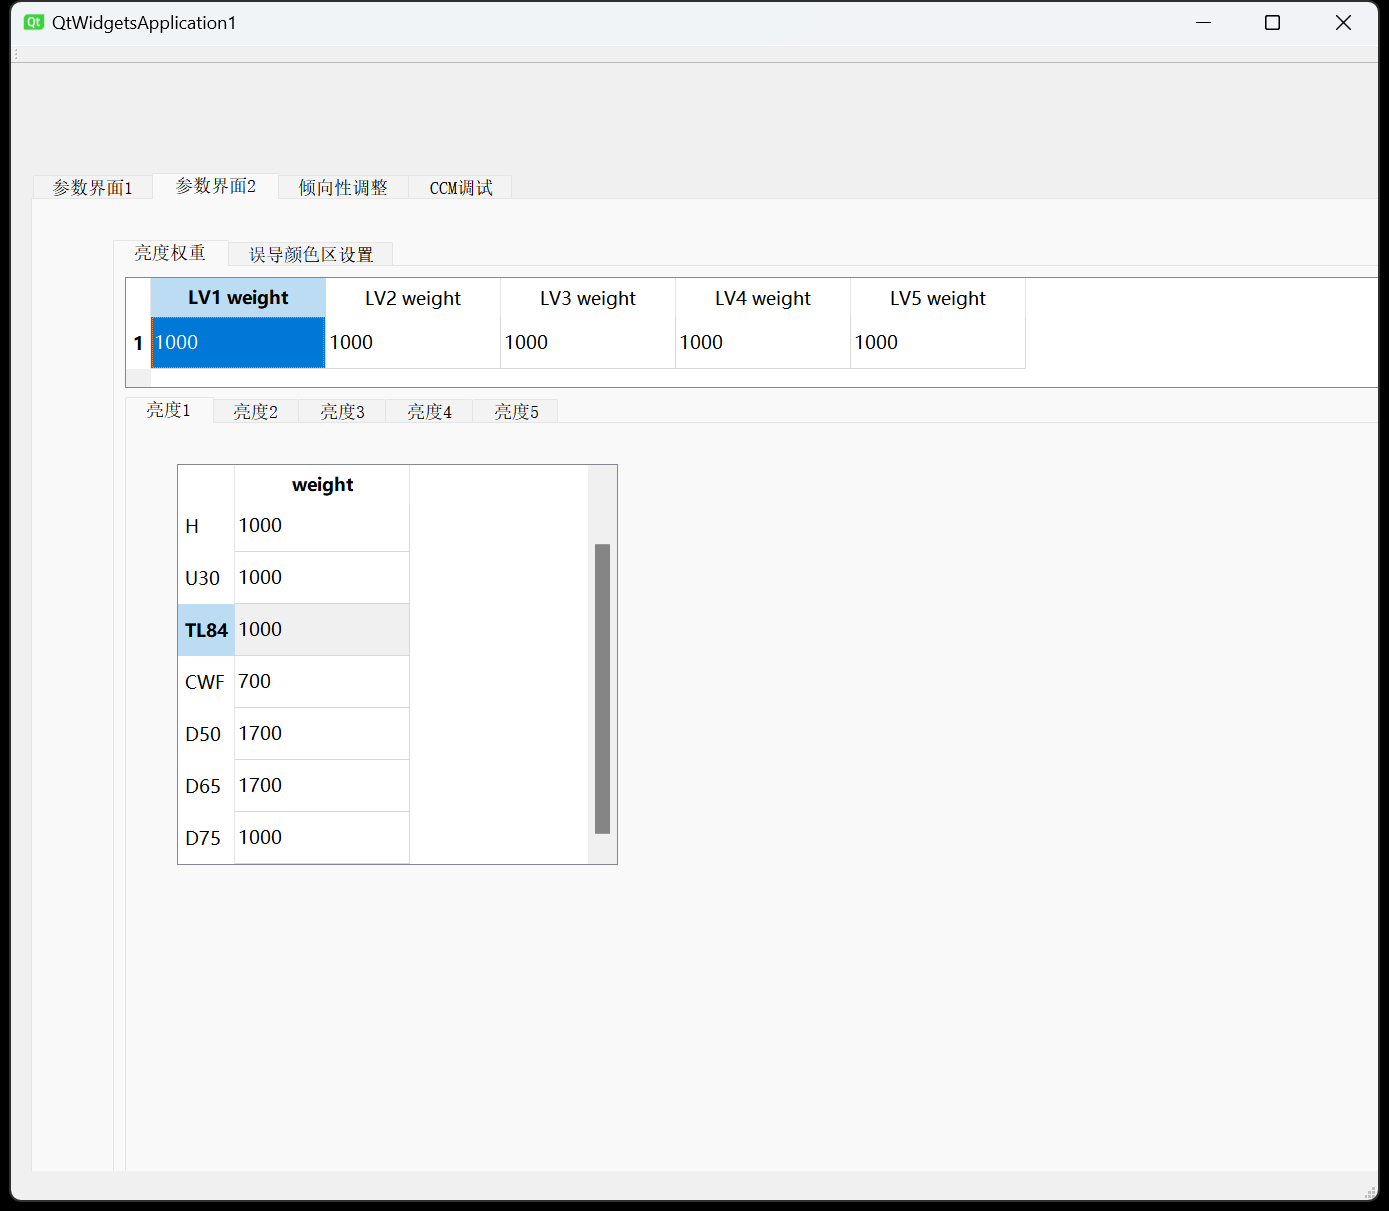 Qt QtWidgetsApplication1
参数界面1 参数界面2 倾向性调整 CCM调试
亮度权重 误导颜色区设置
LV1 weight LV2 weight LV3 weight LV4 weight LV5 weight
1 1000 1000 1000 1000 1000
亮度1 亮度2 亮度3 亮度4 亮度5
weight
H 1000
U30 1000
TL84 1000
CWF 700
D50 1700
D65 1700
D75 1000